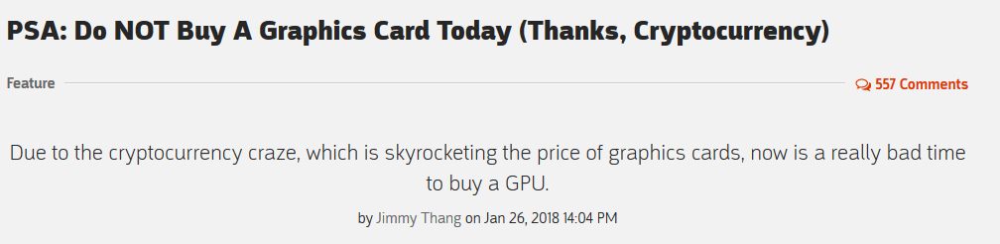 PSA: Do NOT Buy A Graphics Card Today (Thanks, Cryptocurrency)
Feature
557 Comments
Due to the cryptocurrency craze, which is skyrocketing the price of graphics cards, now is a really bad time
to buy a GPU.
by Jimmy Thang on Jan 26, 2018 14:04 PM